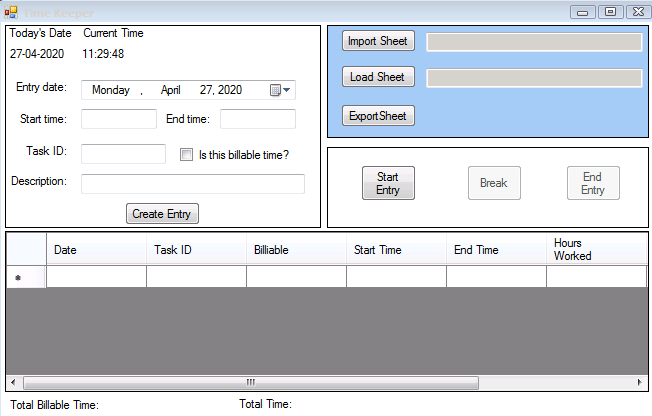 Time Keeper
Today's Date Current Time
27-04-2020 11:29:48
Entry date: Monday , April 27, 2020
Start time: End time:
Task ID: Is this billable time?
Description:
Create Entry
Import Sheet
Load Sheet
ExportSheet
Start Entry
Break
End Entry
Date Task ID Billiable Start Time End Time Hours Worked
Total Billable Time: Total Time: